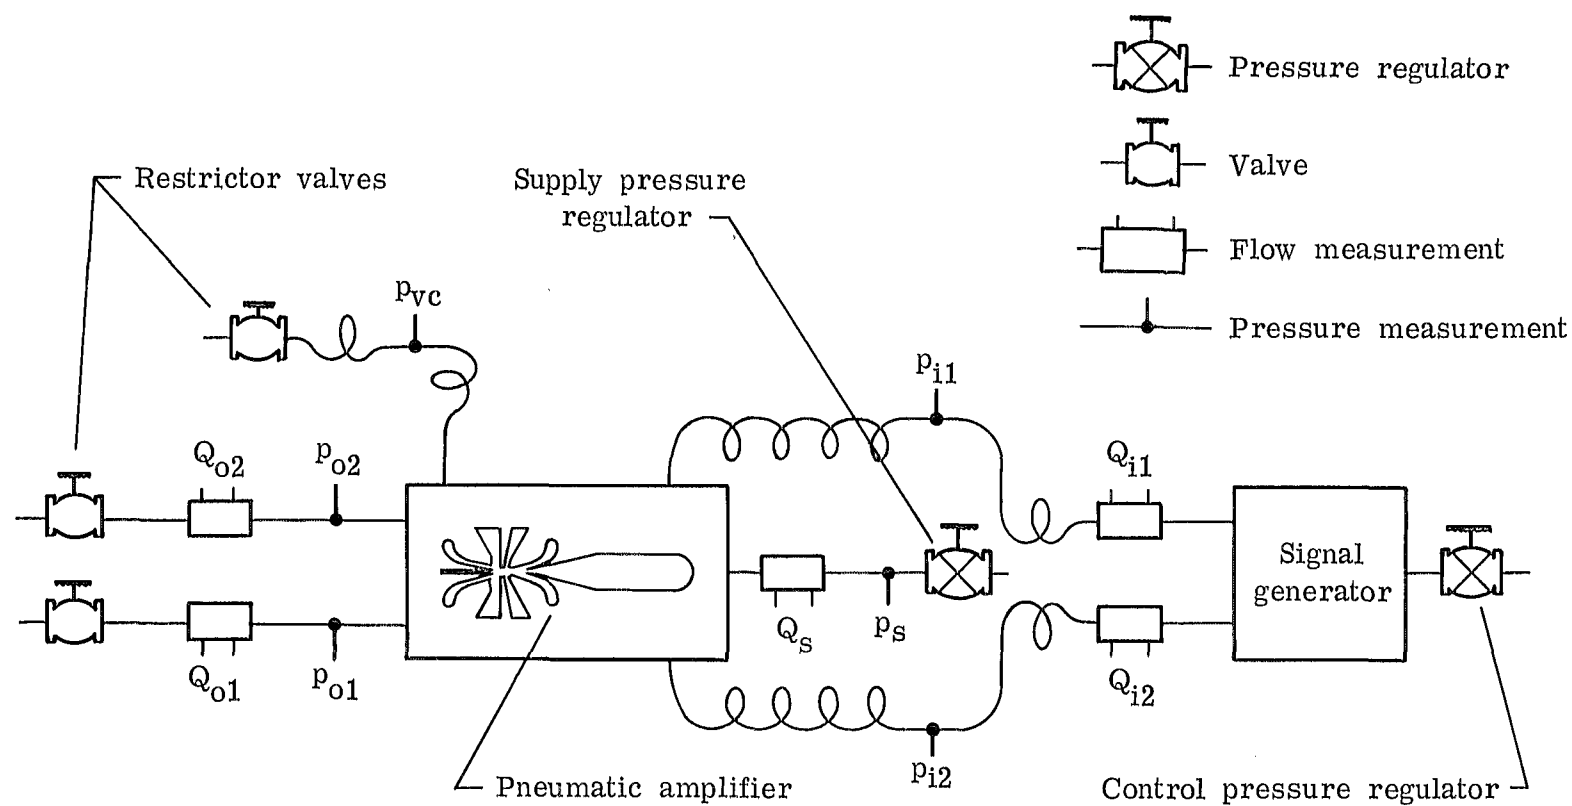 Pressure regulator
Valve
Flow measurement
Pressure measurement
Restrictor valves
Supply pressure
regulator
pvc
pi1
Qo2
po2
Qi1
Signal
generator
Qs
ps
Qo1
po1
Qi2
pi2
Pneumatic amplifier
Control pressure regulator